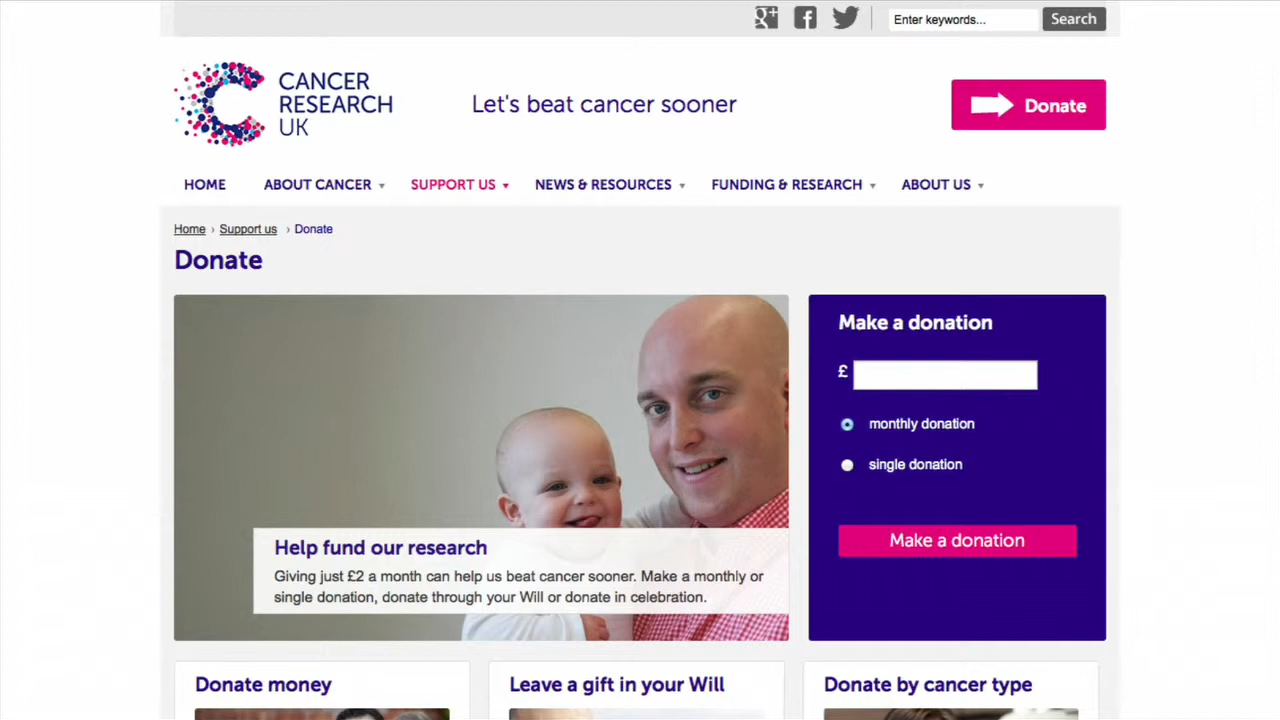 g+
Enter keywords...
Search
CANCER
RESEARCH
UK
Let's beat cancer sooner
Donate
HOME
ABOUT CANCER
SUPPORT US
NEWS & RESOURCES
FUNDING & RESEARCH
ABOUT US
Home › Support us › Donate
Donate
Help fund our research
Giving just £2 a month can help us beat cancer sooner. Make a monthly or
single donation, donate through your Will or donate in celebration.
Make a donation
£
monthly donation
single donation
Make a donation
Donate money
Leave a gift in your Will
Donate by cancer type